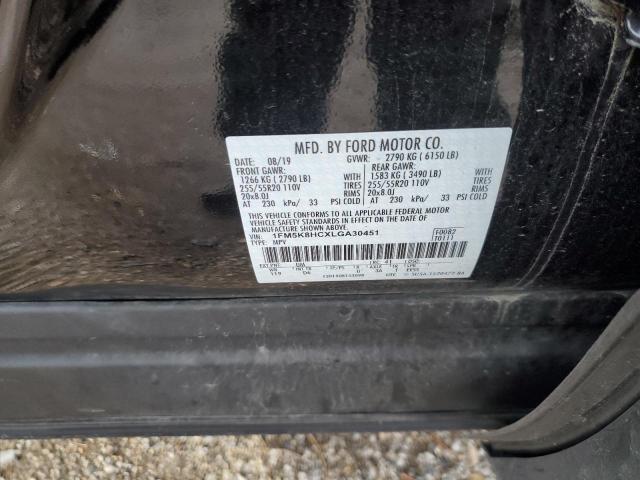 MFD. BY FORD MOTOR CO.
DATE: 08/19 GVWR: 2790 KG ( 6150 LB)
FRONT GAWR: REAR GAWR:
1266 KG ( 2790 LB) WITH 1583 KG ( 3490 LB) WITH
255/55R20 110V TIRES 255/55R20 110V TIRES
20x8.0J RIMS 20x8.0J RIMS
AT 230 kPa/ 33 PSI COLD AT 230 kPa/ 33 PSI COLD
THIS VEHICLE CONFORMS TO ALL APPLICABLE FEDERAL MOTOR
VEHICLE SAFETY STANDARDS IN EFFECT ON THE DATE OF
MANUFACTURE SHOWN ABOVE.
VIN: 1FM5K8HCXLGA30451 F0082
TYPE: MPV T0111